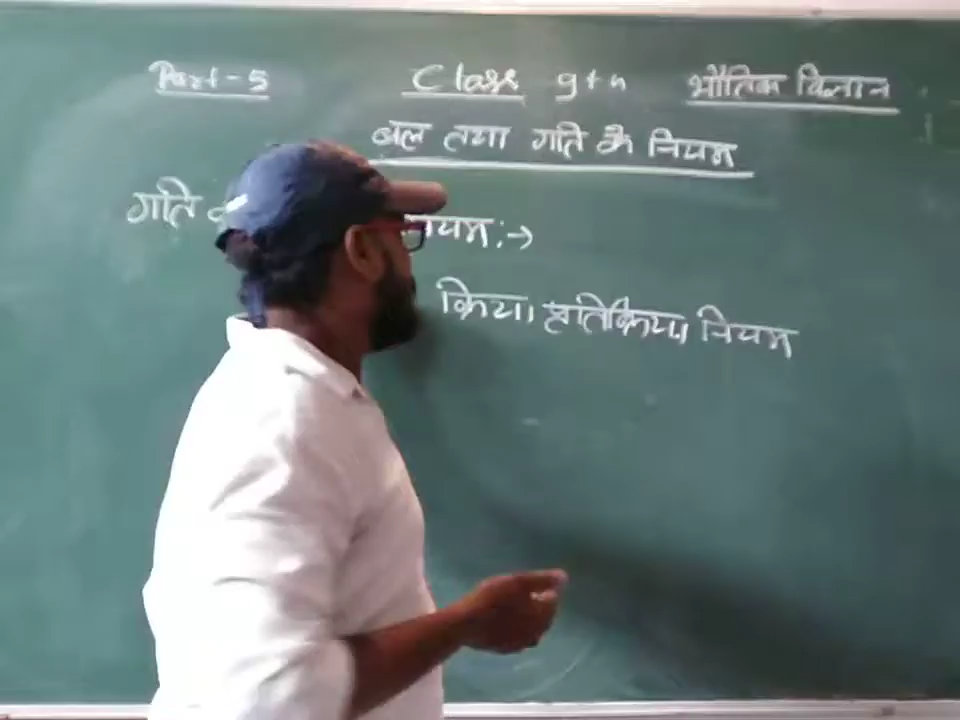 Part-5 Class 9th भौतिक विज्ञान
बल तथा गति के नियम
गति नियम:→
क्रिया, प्रतिक्रिया नियम